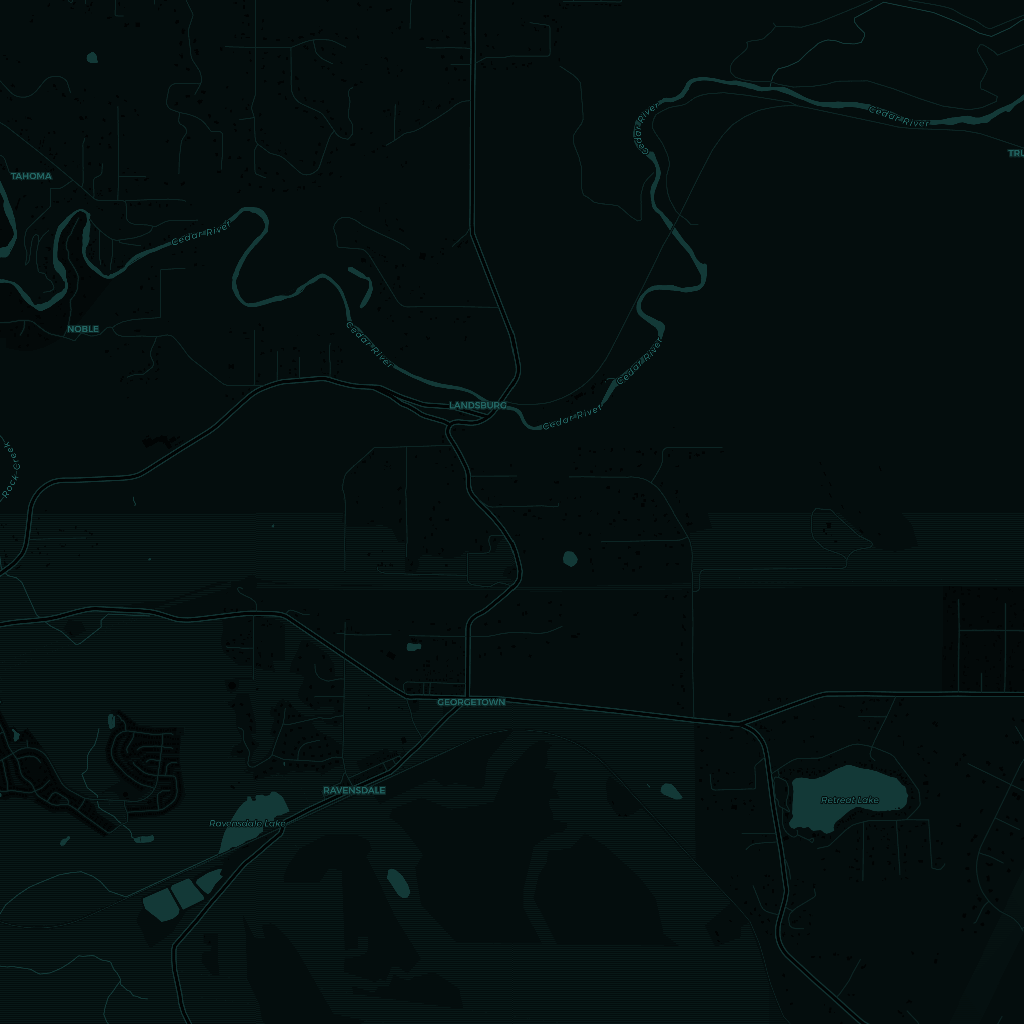 Cedar River
Cedar River
TRU
TAHOMA
Cedar River
NOBLE
Cedar River
Cedar River
LANDSBURG
Cedar River
Rock Creek
GEORGETOWN
RAVENSDALE
Retreat Lake
Ravensdale Lake